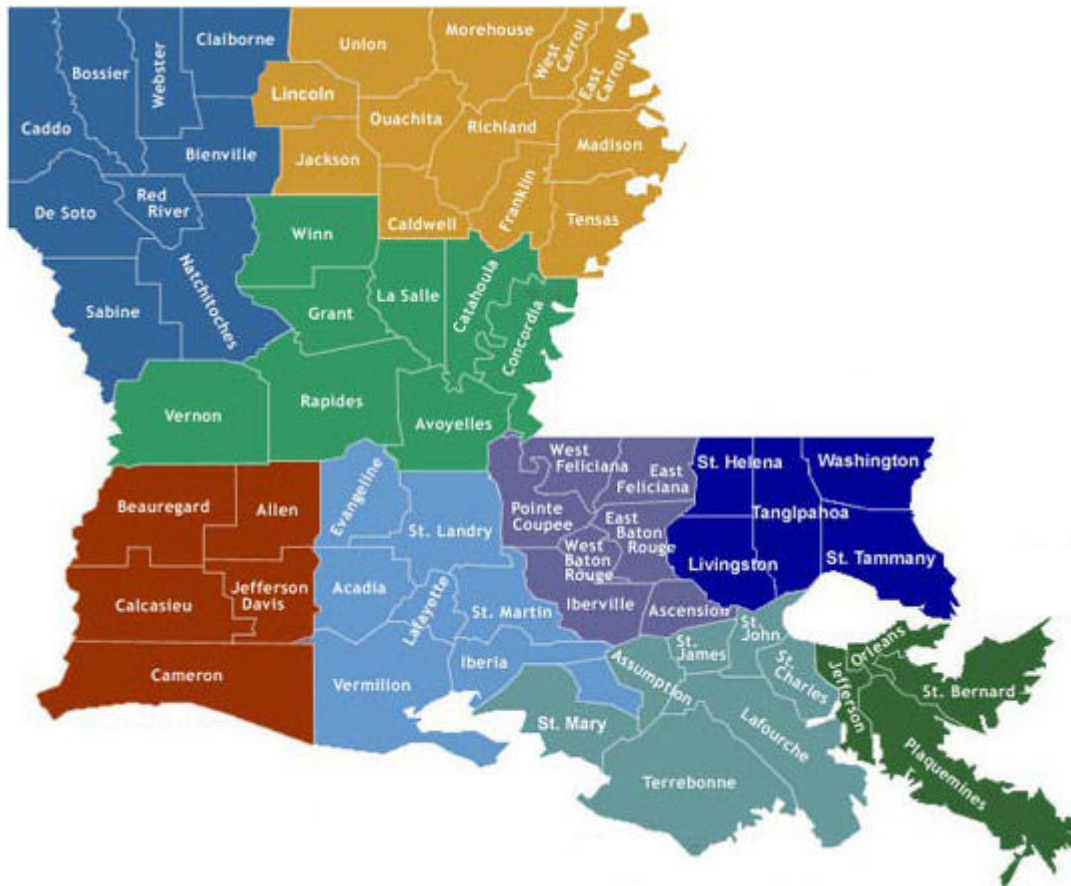 Claiborne
Union
Morehouse
West
Carroll
East
Carroll
Webster
Bossier
Lincoln
Ouachita
Richland
Caddo
Madison
Bienville
Jackson
Franklin
Red
River
De Soto
Caldwell
Tensas
Winn
Natchitoches
La Salle
Catahoula
Concordia
Sabine
Grant
Rapides
Vernon
Avoyelles
West
Feliciana
East
Feliciana
St. Helena
Washington
Evangeline
Beauregard
Allen
Pointe
Coupee
East
Baton
Rouge
Tanglpahoa
St. Landry
West
Baton
Rouge
Livingston
St. Tammany
Jefferson
Davis
Acadia
Calcasieu
Lafayette
St. Martin
Iberville
Ascension
St.
John
St.
James
Orleans
Iberia
Assumption
St.
Charles
Jefferson
Cameron
Vermilion
St. Bernard
St. Mary
Lafourche
Plaquemines
Terrebonne